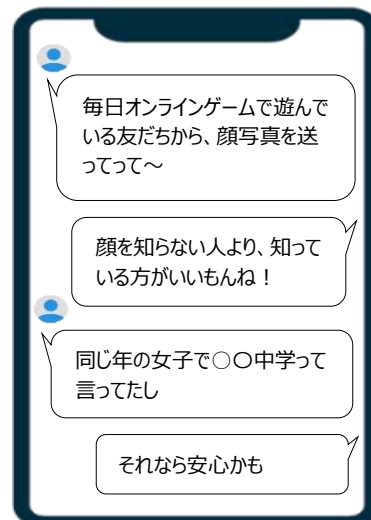 毎日オンラインゲームで遊んで
いる友だちから、顔写真を送
ってって～
顔を知らない人より、知って
いる方がいいもんね！
同じ年の女子で○〇中学って
言ってたし
それなら安心かも